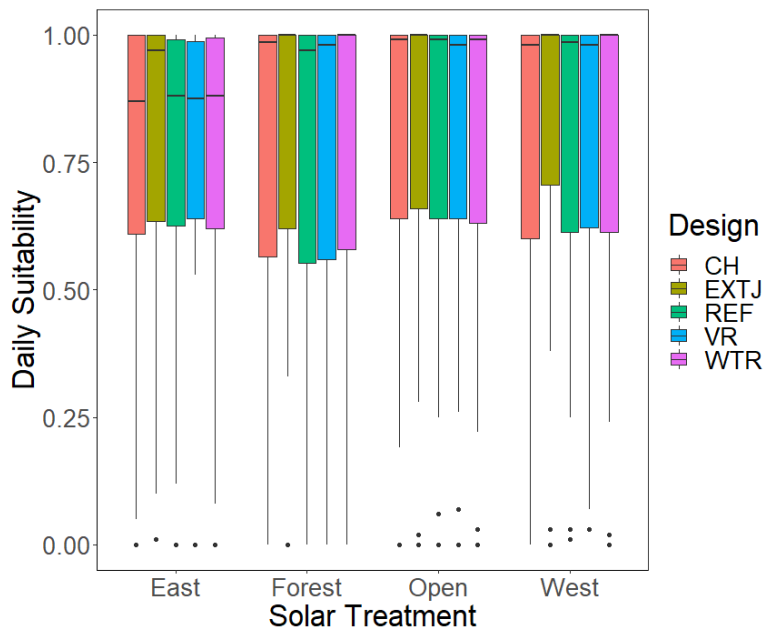 1.00
0.75
0.50
0.25
0.00
Daily Suitability
East Forest Open West
Solar Treatment
Design
CH
EXTJ
REF
VR
WTR